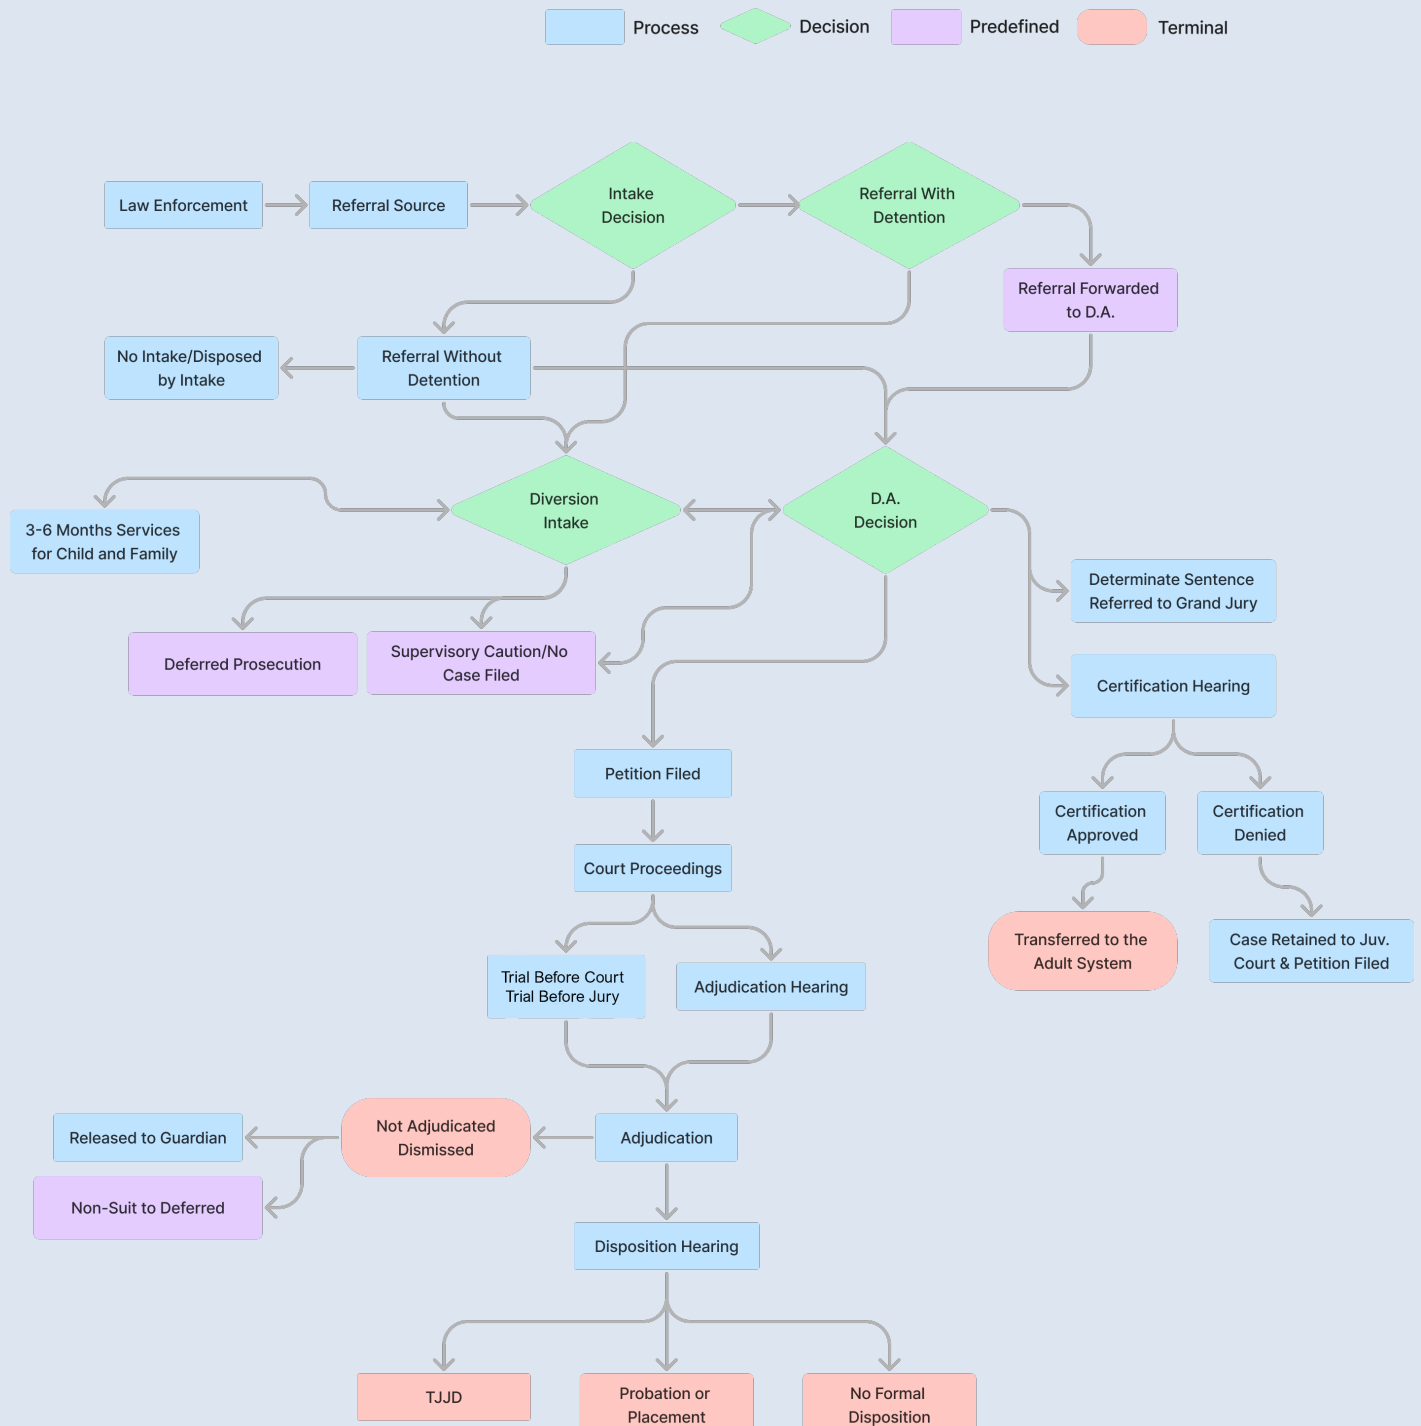 Process
Decision
Predefined
Terminal
Law Enforcement
Referral Source
Intake
Decision
Referral With
Detention
Referral Forwarded
to D.A.
No Intake/Disposed
by Intake
Referral Without
Detention
3-6 Months Services
for Child and Family
Diversion
Intake
D.A.
Decision
Determinate Sentence
Referred to Grand Jury
Deferred Prosecution
Supervisory Caution/No
Case Filed
Certification Hearing
Petition Filed
Certification
Approved
Certification
Denied
Court Proceedings
Transferred to the
Adult System
Case Retained to Juv.
Court & Petition Filed
Trial Before Court
Trial Before Jury
Adjudication Hearing
Released to Guardian
Not Adjudicated
Dismissed
Adjudication
Non-Suit to Deferred
Disposition Hearing
TJJD
Probation or
Placement
No Formal
Disposition